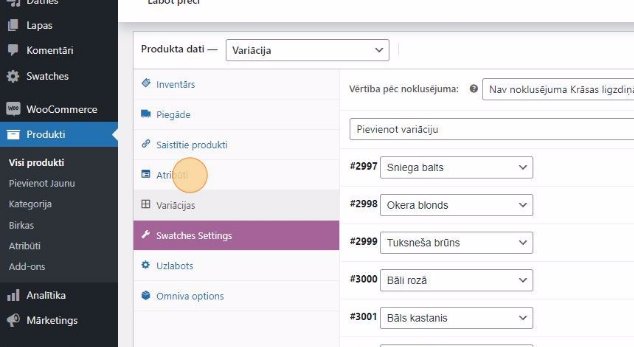 Datnes
Lapas
Komentāri
Swatches
WooCommerce
Produkti
Visi produkti
Pievienot Jaunu
Kategorija
Birkas
Atribūti
Add-ons
Analītika
Mārketings
Labot preci
Produkta dati — Variācija
Inventārs
Piegāde
Saistītie produkti
Atribūti
Variācijas
Swatches Settings
Uzlabots
Omniva options
Vērtība pēc noklusējuma: Nav noklusējuma Krāsas ligzdiņa
Pievienot variāciju
#2997 Sniega balts
#2998 Okera blonds
#2999 Tuksneša brūns
#3000 Bāli rozā
#3001 Bāls kastanis